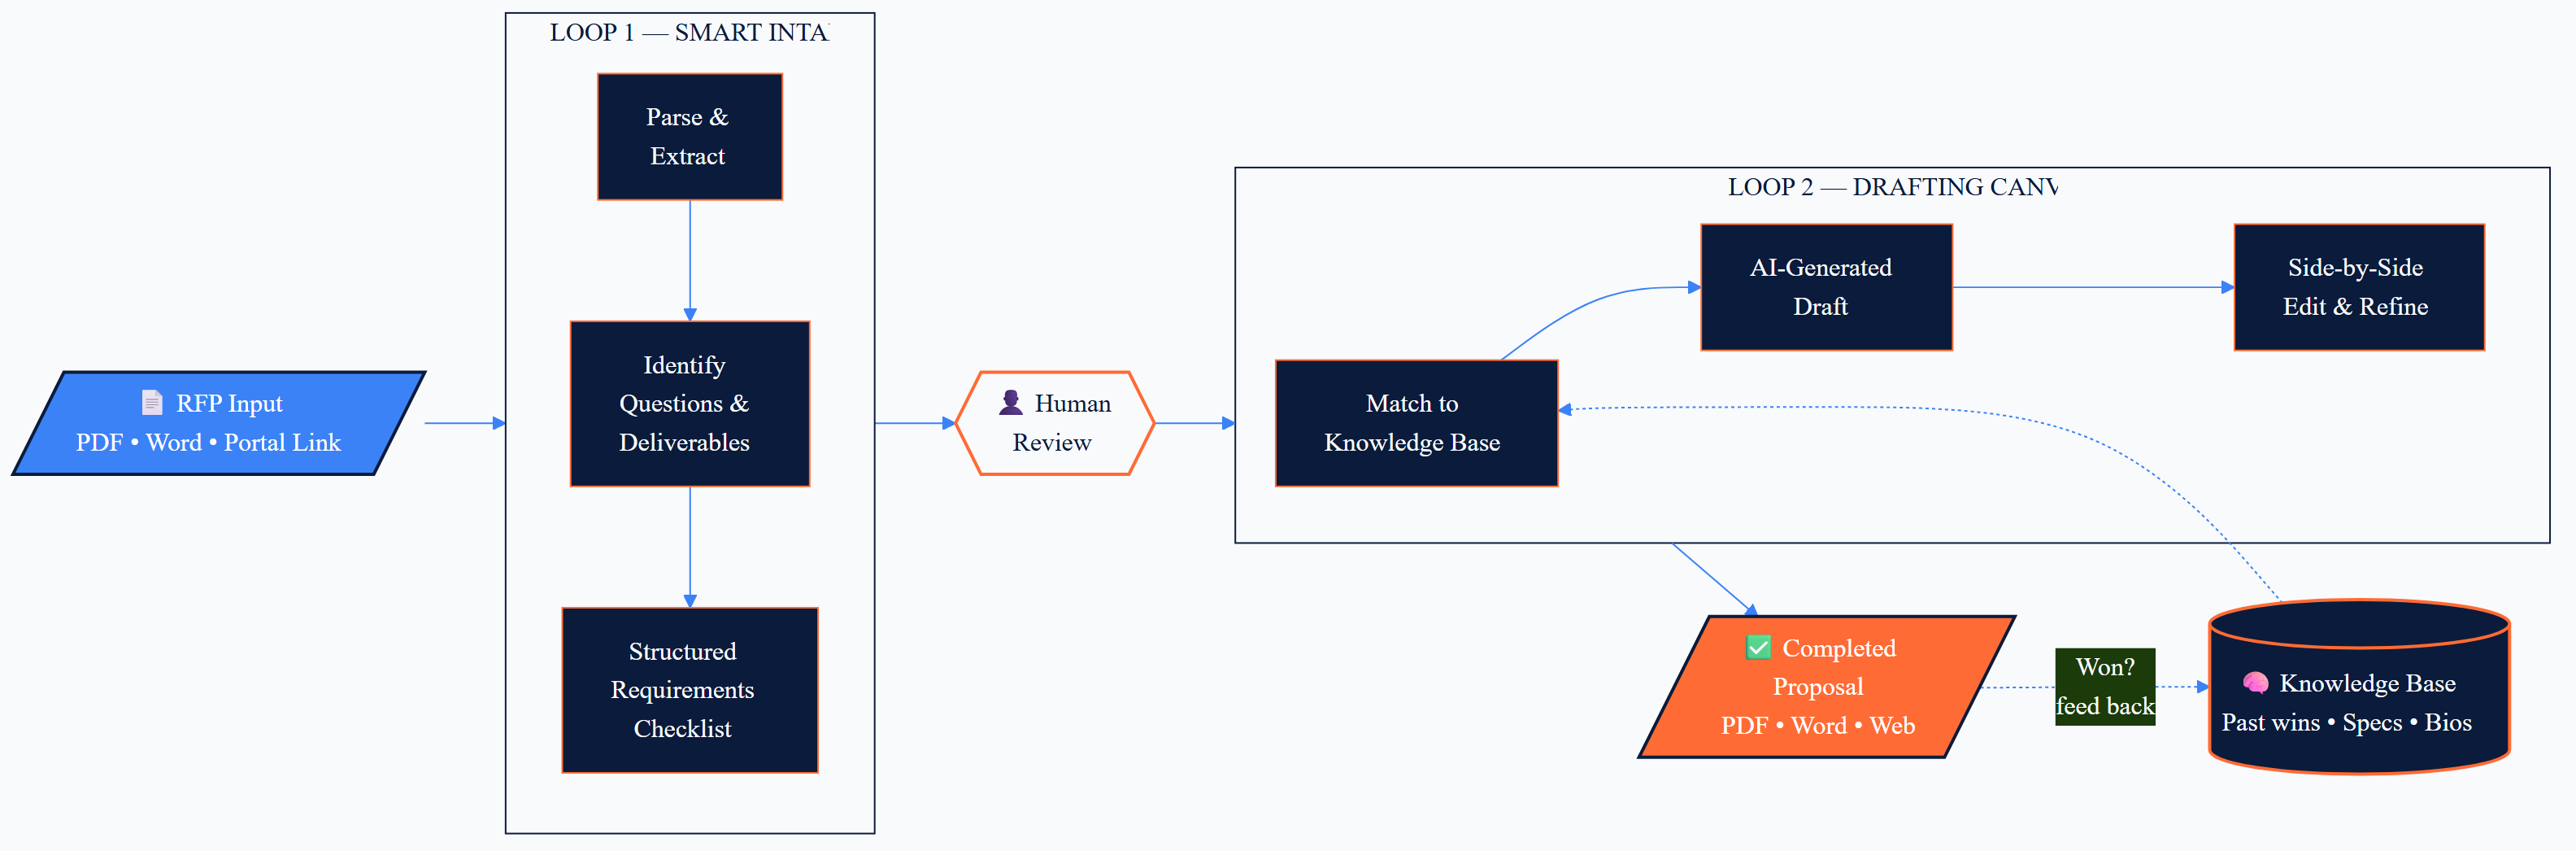 LOOP 1 — SMART INTA
Parse &
Extract
Identify
Questions &
Deliverables
Structured
Requirements
Checklist
RFP Input
PDF • Word • Portal Link
Human
Review
LOOP 2 — DRAFTING CANV
Match to
Knowledge Base
AI-Generated
Draft
Side-by-Side
Edit & Refine
Completed
Proposal
PDF • Word • Web
Won?
feed back
Knowledge Base
Past wins • Specs • Bios